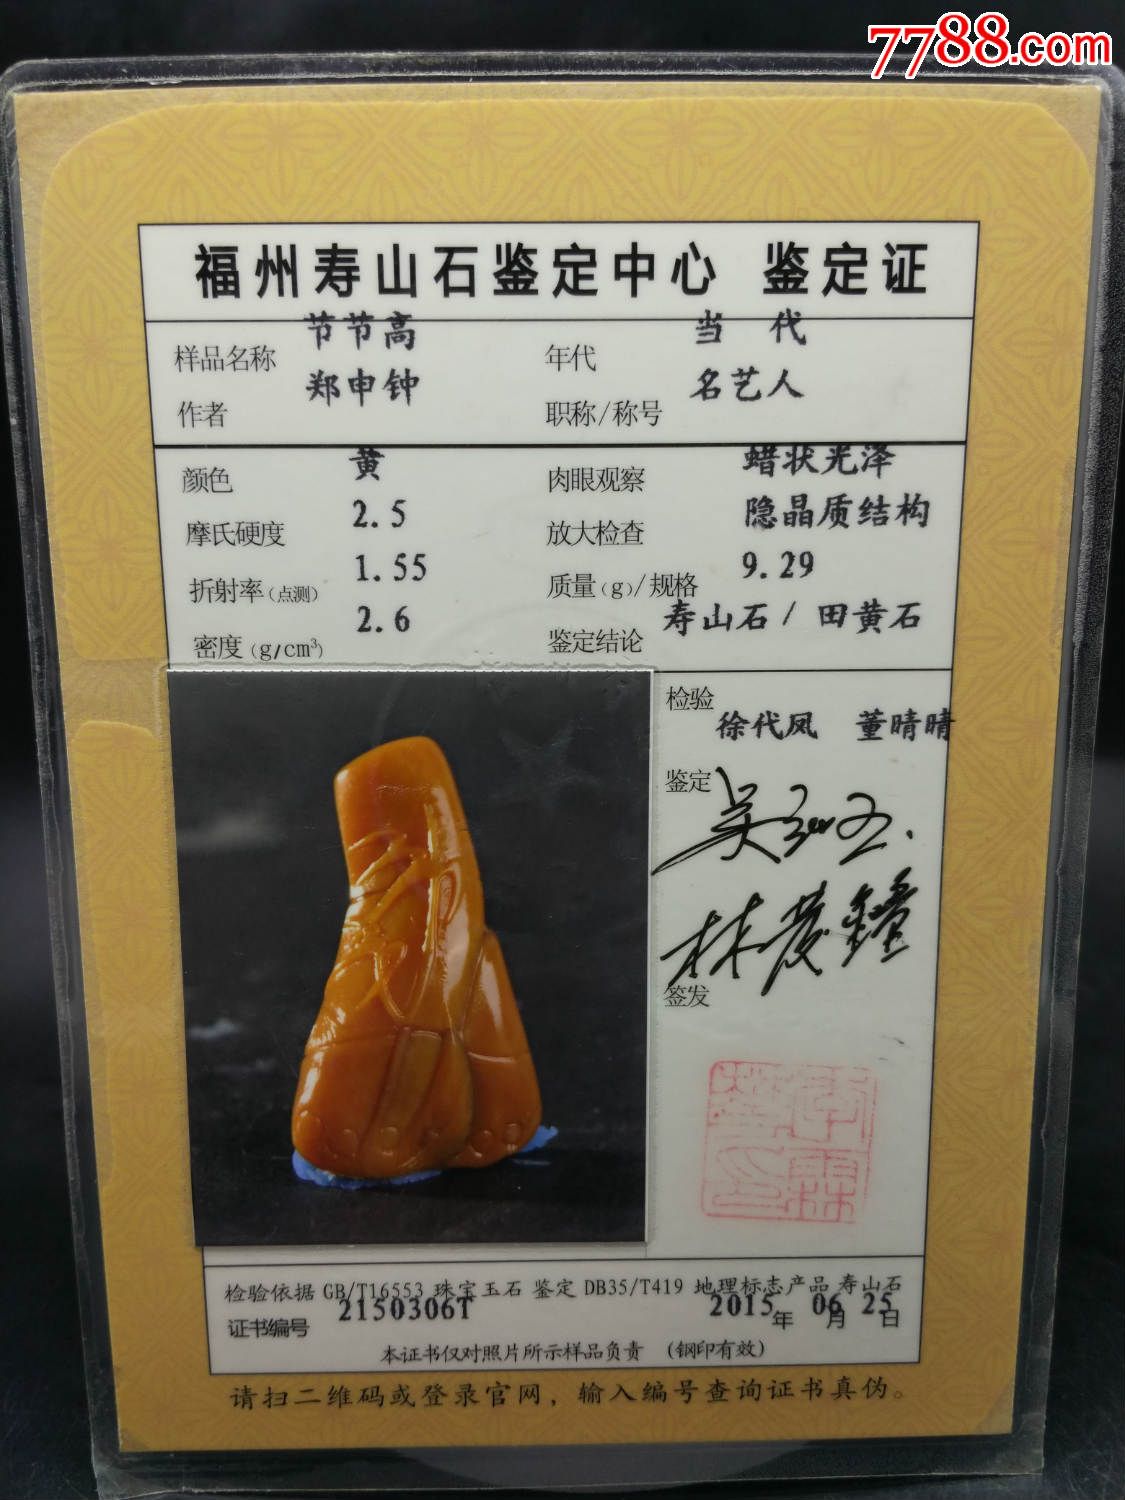 7788.com
福州寿山石鉴定中心 鉴定证
样品名称 节节高 年代 当代
作者 郑申钟 职称/称号 名艺人
颜色 黄 肉眼观察 蜡状光泽
摩氏硬度 2.5 放大检查 隐晶质结构
折射率(点测) 1.55 质量(g)/规格 9.29
密度(g/cm³) 2.6 鉴定结论 寿山石/田黄石
检验 徐代凤 董晴晴
鉴定
签发
检验依据 GB/T16553 珠宝玉石 鉴定 DB35/T419 地理标志产品 寿山石
证书编号 2150306T 2015年 06月 25日
本证书仅对照片所示样品负责 (钢印有效)
请扫二维码或登录官网，输入编号查询证书真伪。